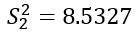 S₂² = 8.5327